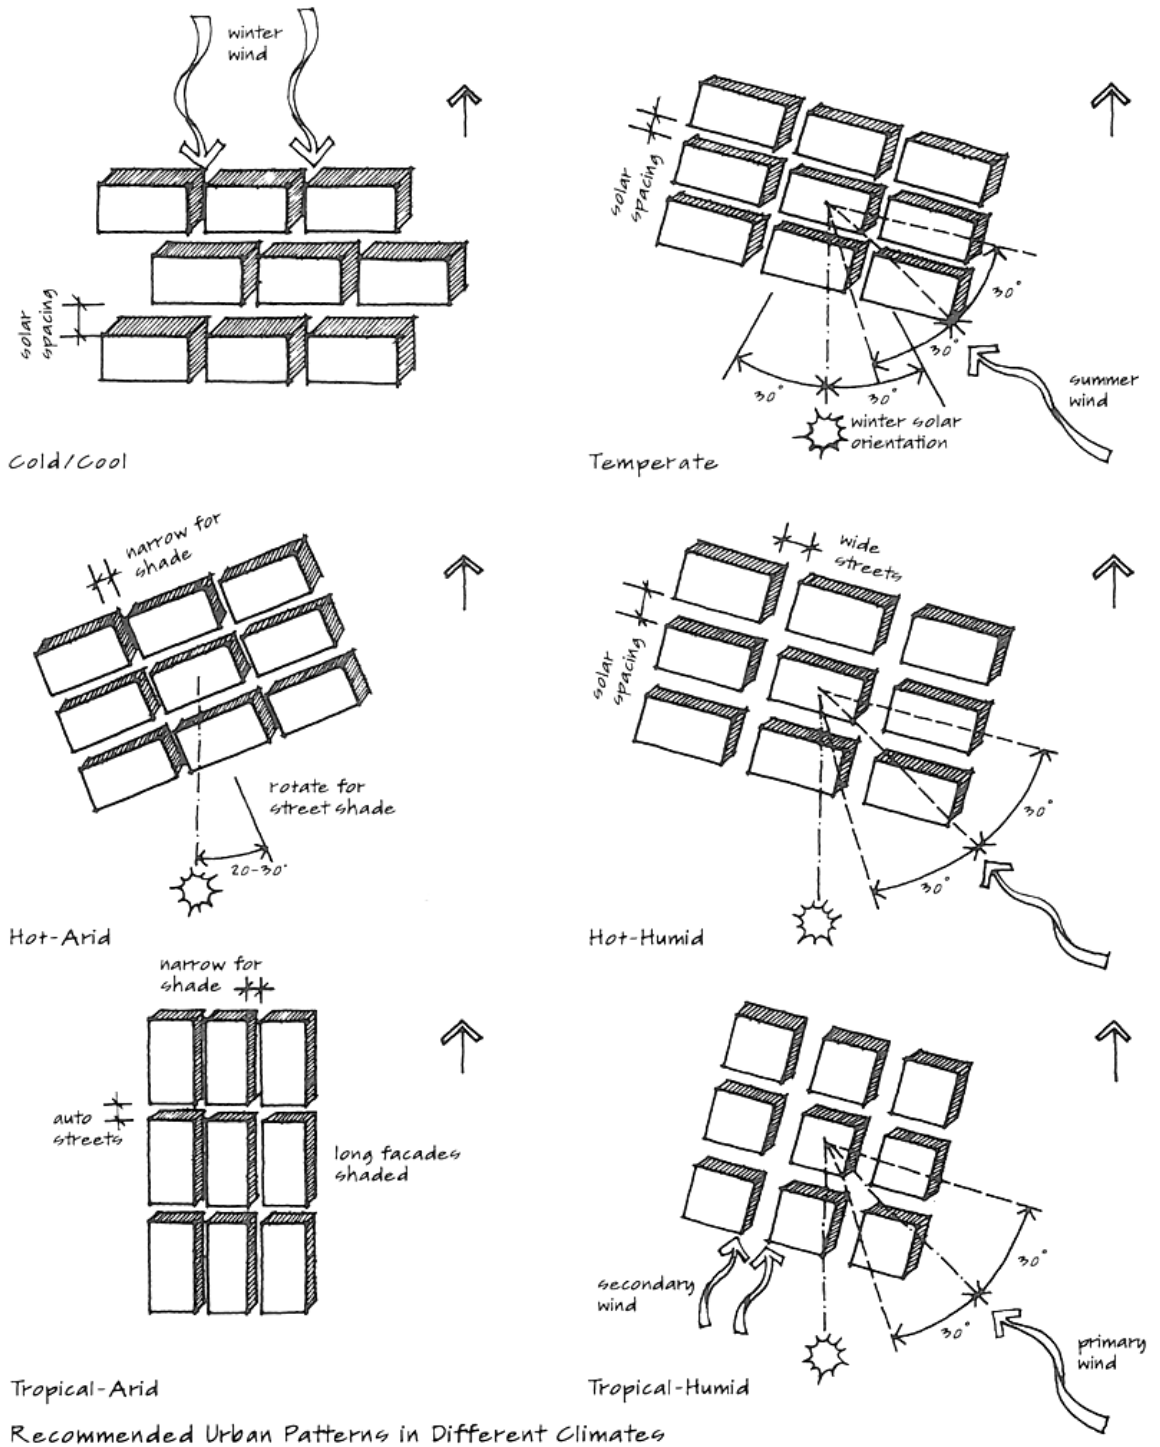 winter
wind
solar
spacing
Cold/Cool
solar
spacing
30°
30°
30°
30°
summer
wind
winter solar
orientation
Temperate
narrow for
shade
rotate for
street shade
20-30°
Hot-Arid
wide
streets
solar
spacing
30°
30°
Hot-Humid
narrow for
shade
auto
streets
long facades
shaded
Tropical-Arid
secondary
wind
30°
30°
primary
wind
Tropical-Humid
Recommended Urban Patterns in Different Climates